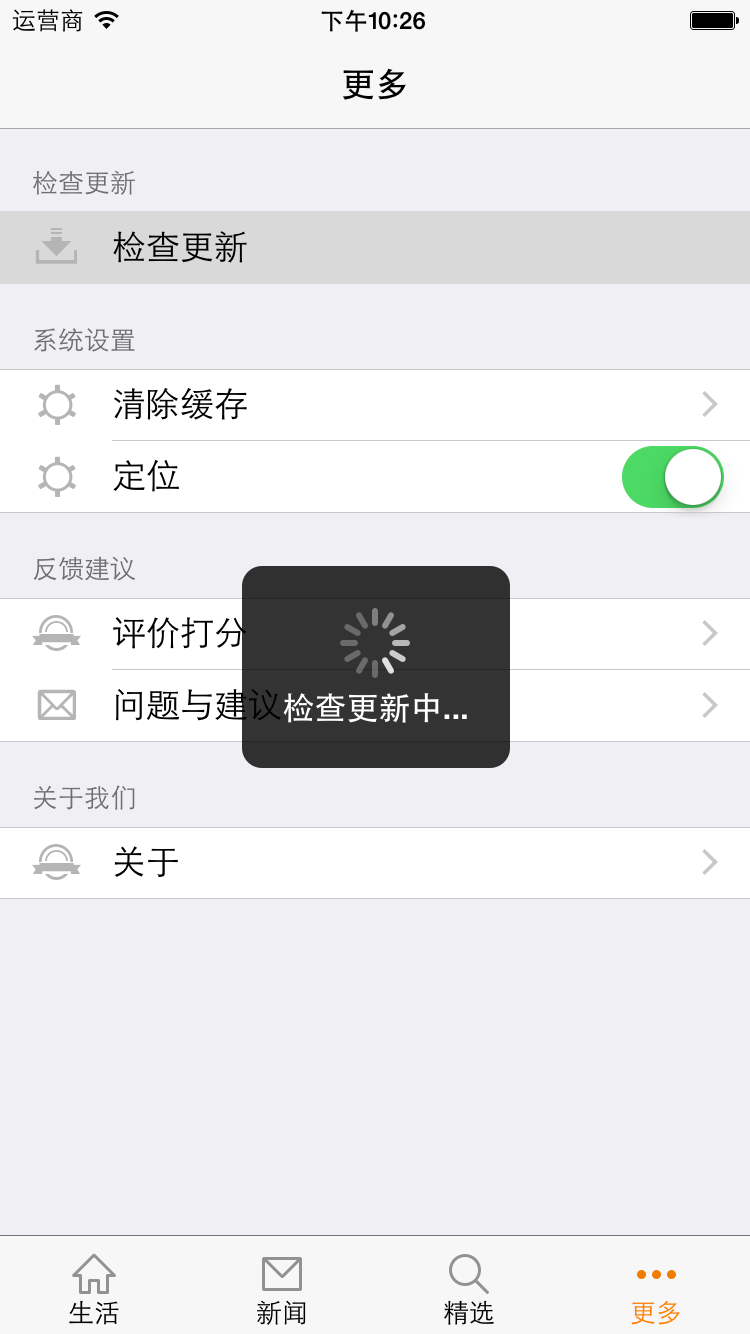 运营商 下午10:26
更多
检查更新
检查更新
系统设置
清除缓存
定位
反馈建议
评价打分
问题与建议
检查更新中...
关于我们
关于
生活 新闻 精选 更多